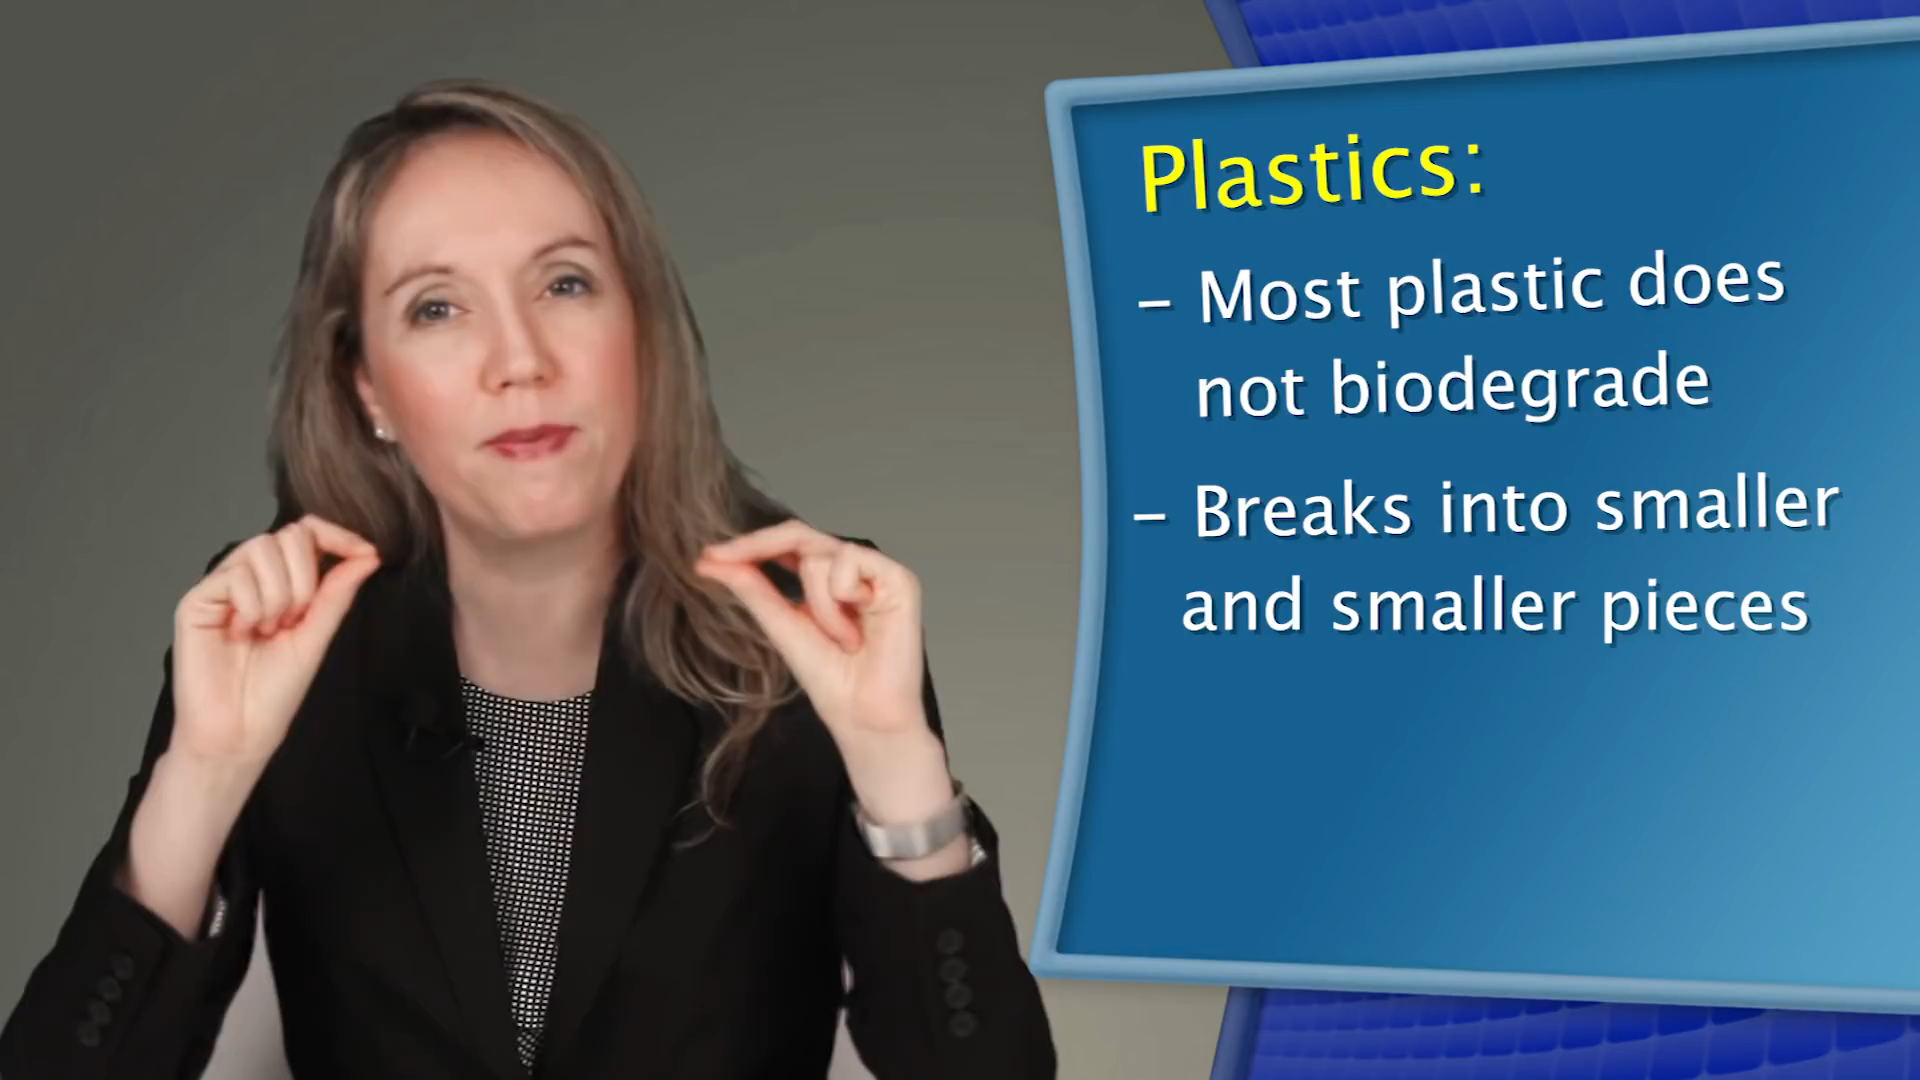 Plastics:
– Most plastic does
not biodegrade
– Breaks into smaller
and smaller pieces